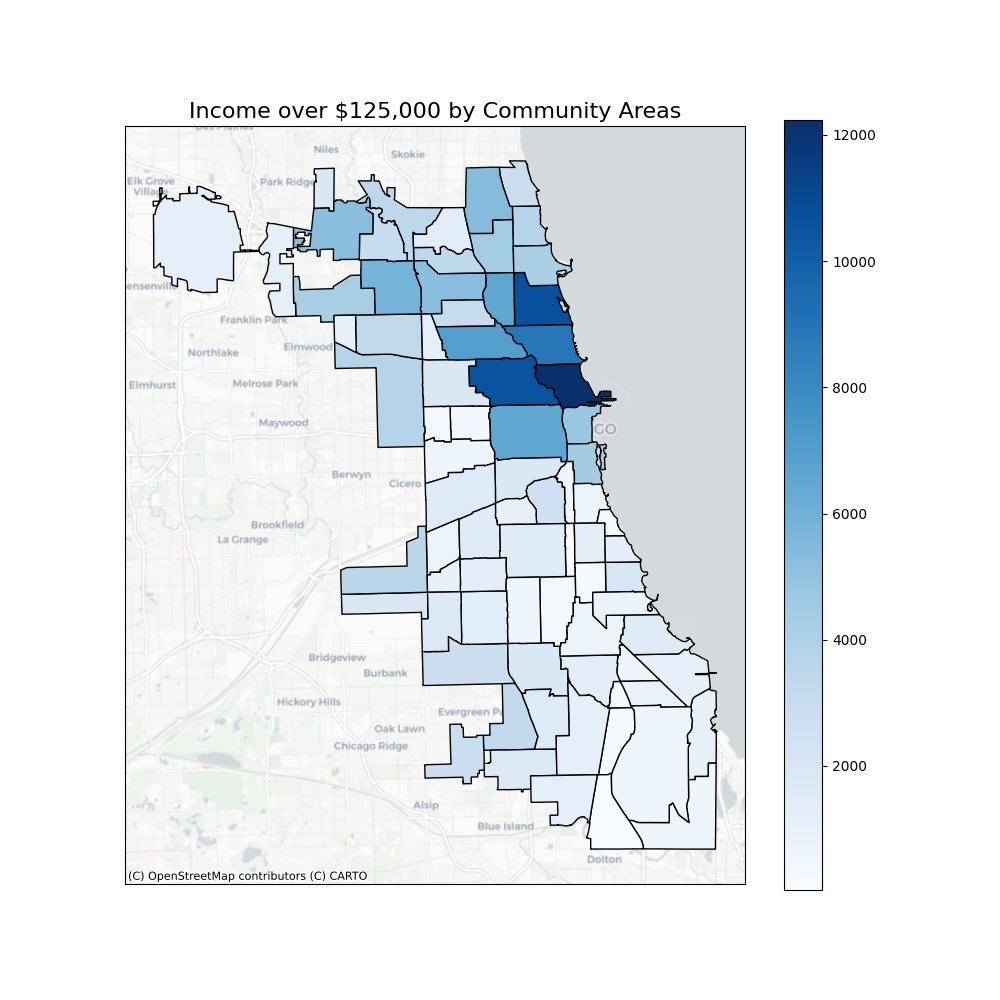 Income over $125,000 by Community Areas
Des Plaines
Niles
Skokie
Elk Grove
Village
Park Ridge
ensenville
Franklin Park
Northlake
Elmwood
Elmhurst
Melrose Park
Maywood
GO
Berwyn
Cicero
Brookfield
La Grange
Bridgeview
Burbank
Hickory Hills
Evergreen Pa
Oak Lawn
Chicago Ridge
Alsip
Blue Island
Dolton
(C) OpenStreetMap contributors (C) CARTO
12000
10000
8000
6000
4000
2000